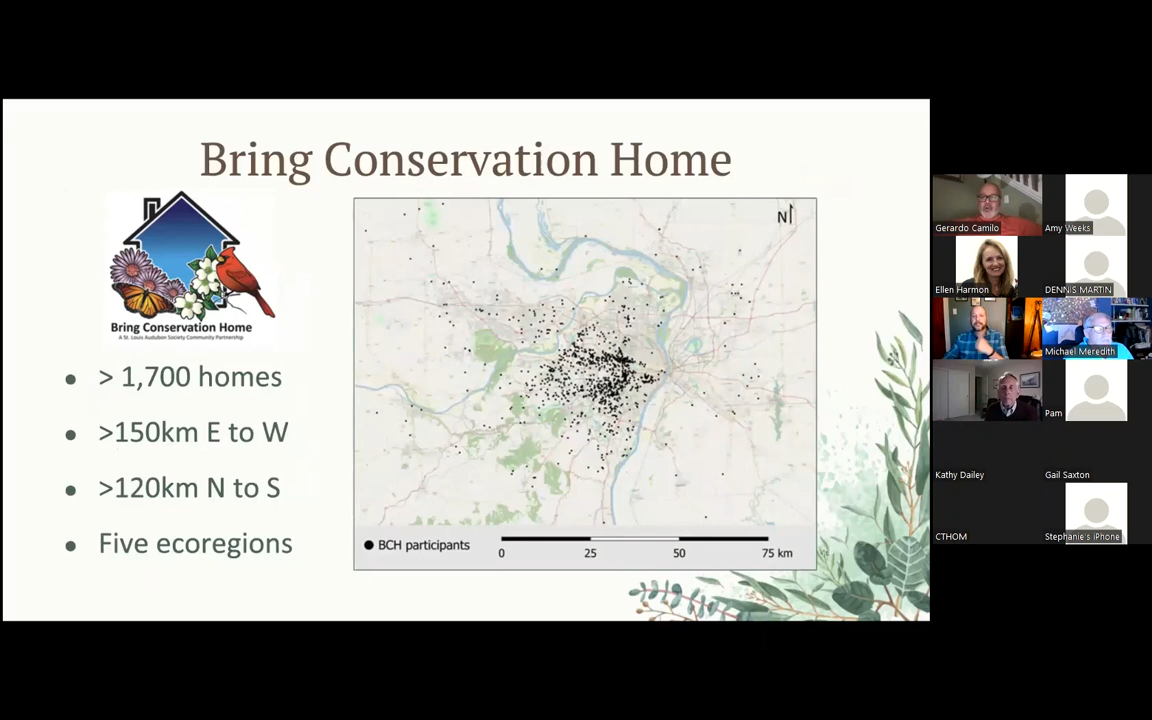 Bring Conservation Home
Bring Conservation Home
A St. Louis Audubon Society Community Partnership
• > 1,700 homes
• >150km E to W
• >120km N to S
• Five ecoregions
N
BCH participants
0 25 50 75 km
Gerardo Camilo
Amy Weeks
Ellen Harmon
DENNIS MARTIN
Michael Meredith
Pam
Kathy Dailey
Gail Saxton
CTHOM
Stephanie's iPhone